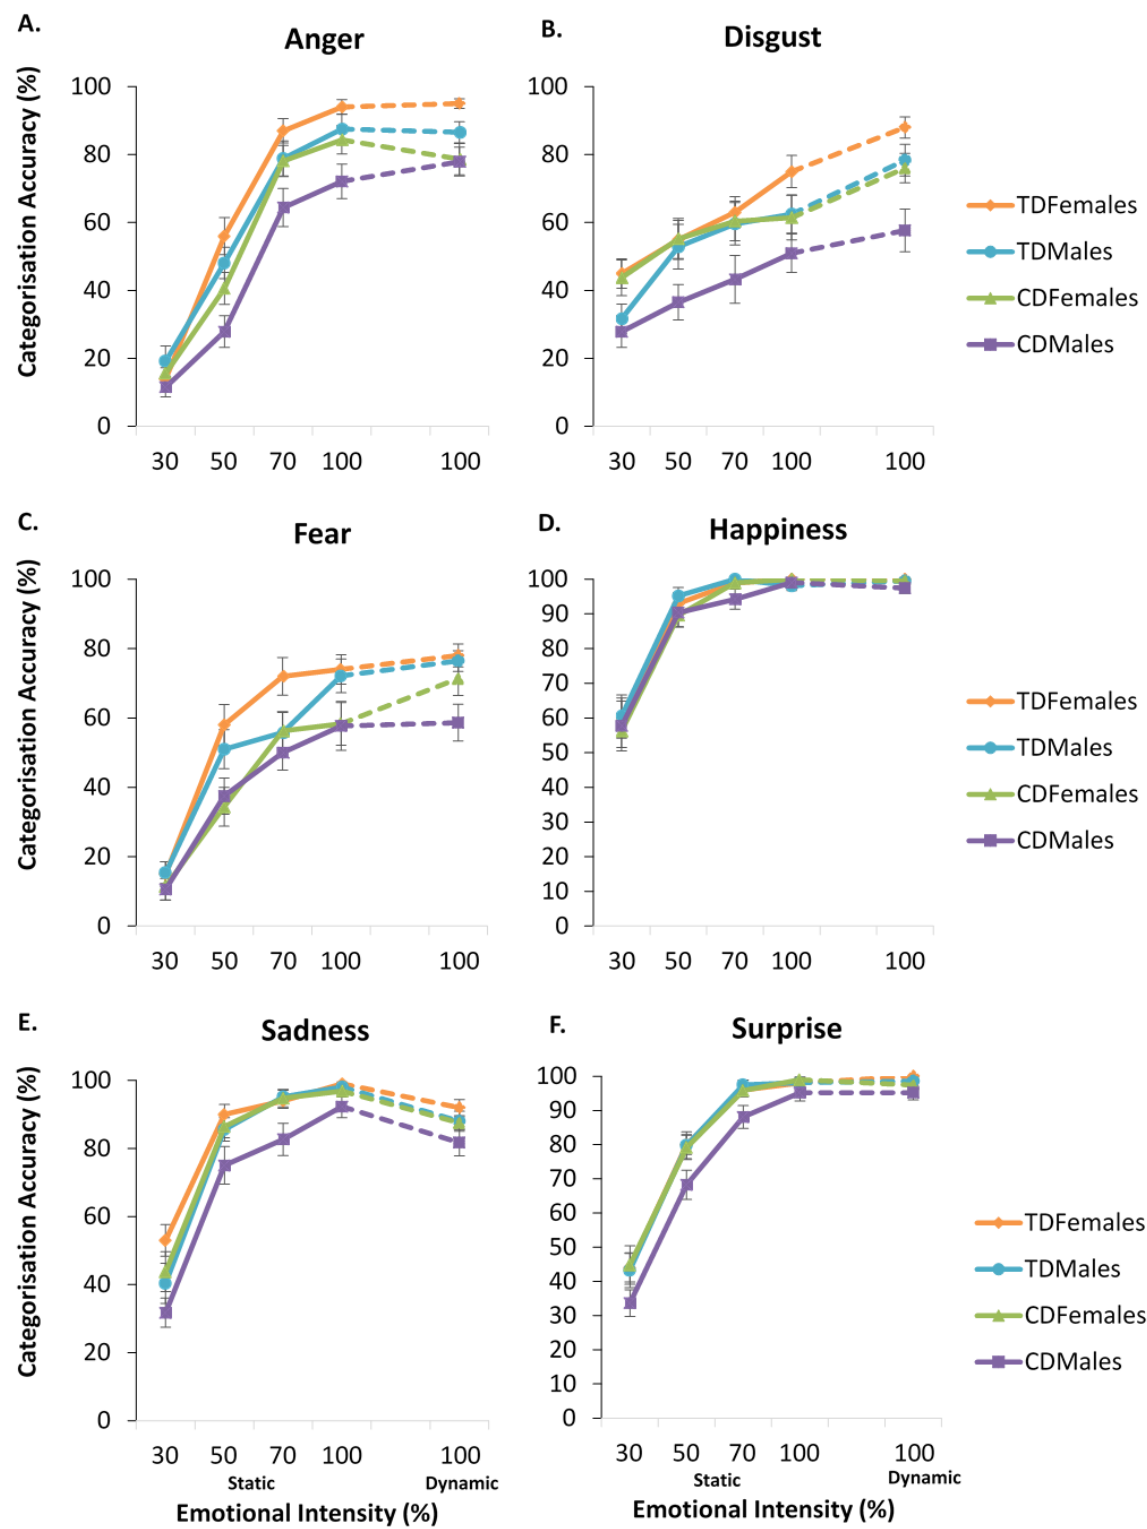 A.
Anger
B.
Disgust
Categorisation Accuracy (%)
100
80
60
40
20
0
30 50 70 100 100
100
80
60
40
20
0
30 50 70 100 100
TDFemales
TDMales
CDFemales
CDMales
C.
Fear
D.
Happiness
Categorisation Accuracy (%)
100
80
60
40
20
0
30 50 70 100 100
100
90
80
70
60
50
40
30
20
10
0
30 50 70 100 100
TDFemales
TDMales
CDFemales
CDMales
E.
Sadness
F.
Surprise
Categorisation Accuracy (%)
100
80
60
40
20
0
30 50 70 100 100
Static Dynamic
Emotional Intensity (%)
100
90
80
70
60
50
40
30
20
10
0
30 50 70 100 100
Static Dynamic
Emotional Intensity (%)
TDFemales
TDMales
CDFemales
CDMales